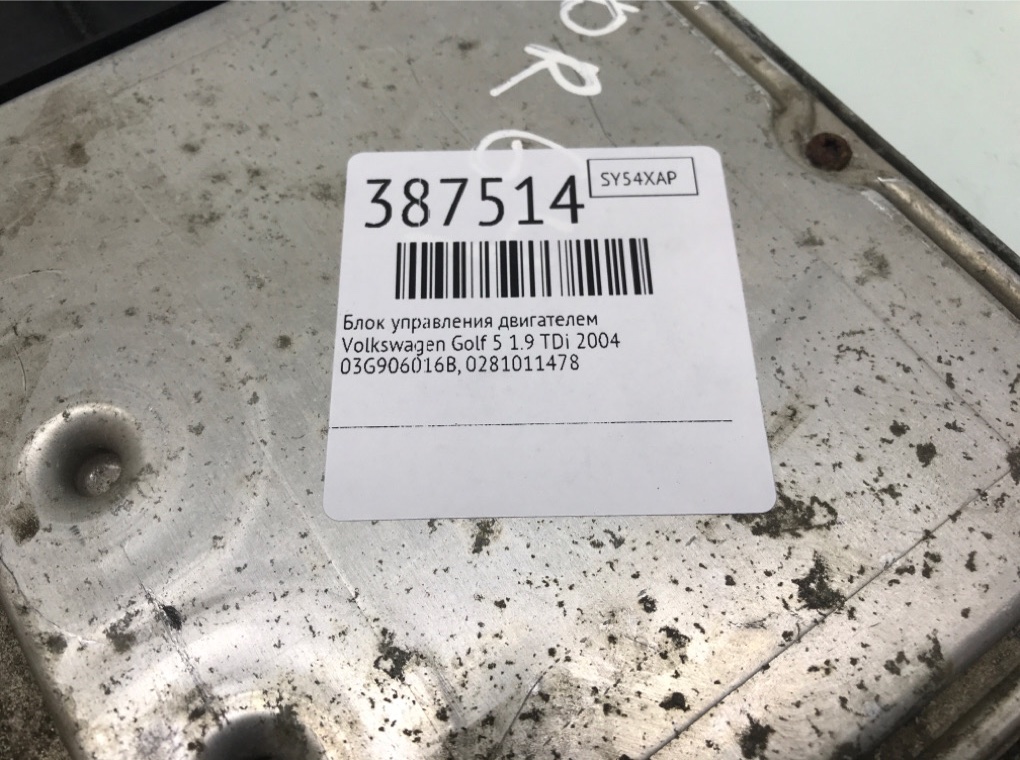 387514 SY54XAP
Блок управления двигателем
Volkswagen Golf 5 1.9 TDi 2004
03G906016B, 0281011478